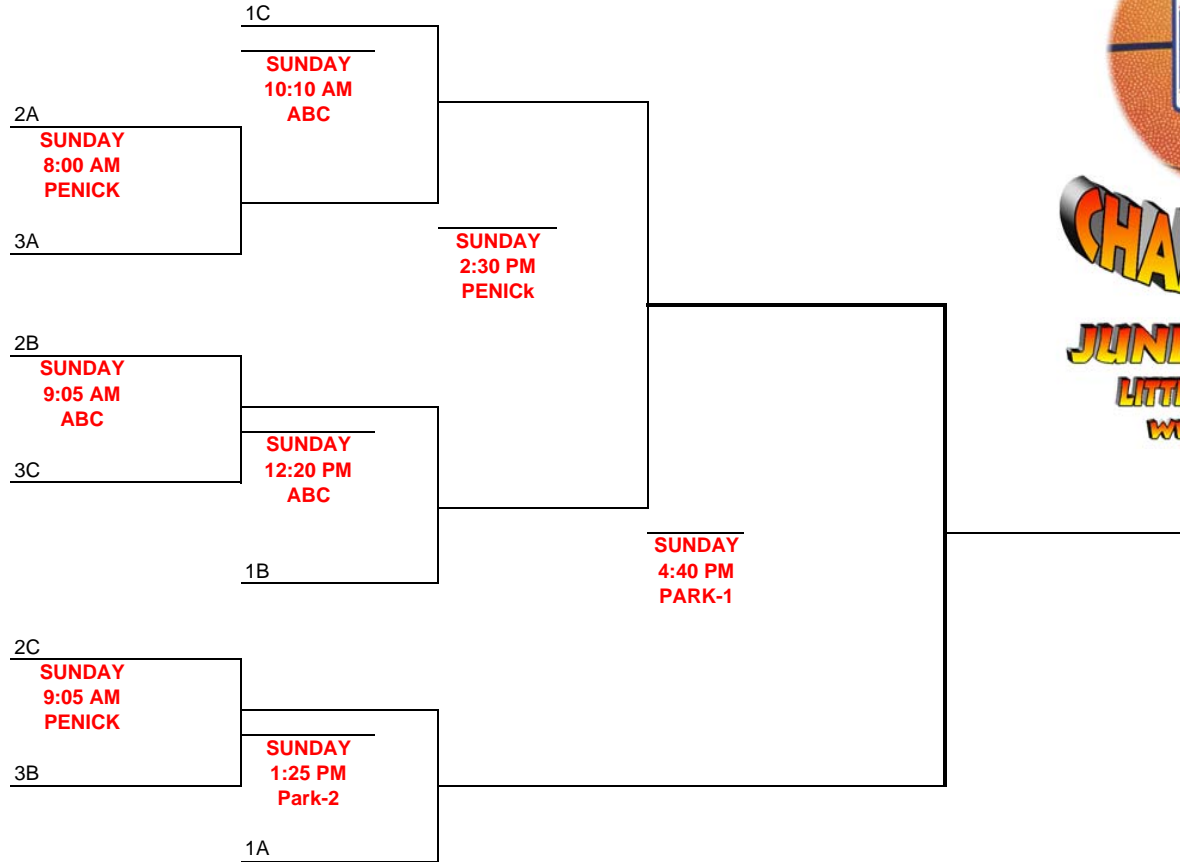 1C
SUNDAY
10:10 AM
ABC
2A
SUNDAY
8:00 AM
PENICK
3A
SUNDAY
2:30 PM
PENICk
2B
SUNDAY
9:05 AM
ABC
3C
SUNDAY
12:20 PM
ABC
1B
SUNDAY
4:40 PM
PARK-1
2C
SUNDAY
9:05 AM
PENICK
3B
SUNDAY
1:25 PM
Park-2
1A